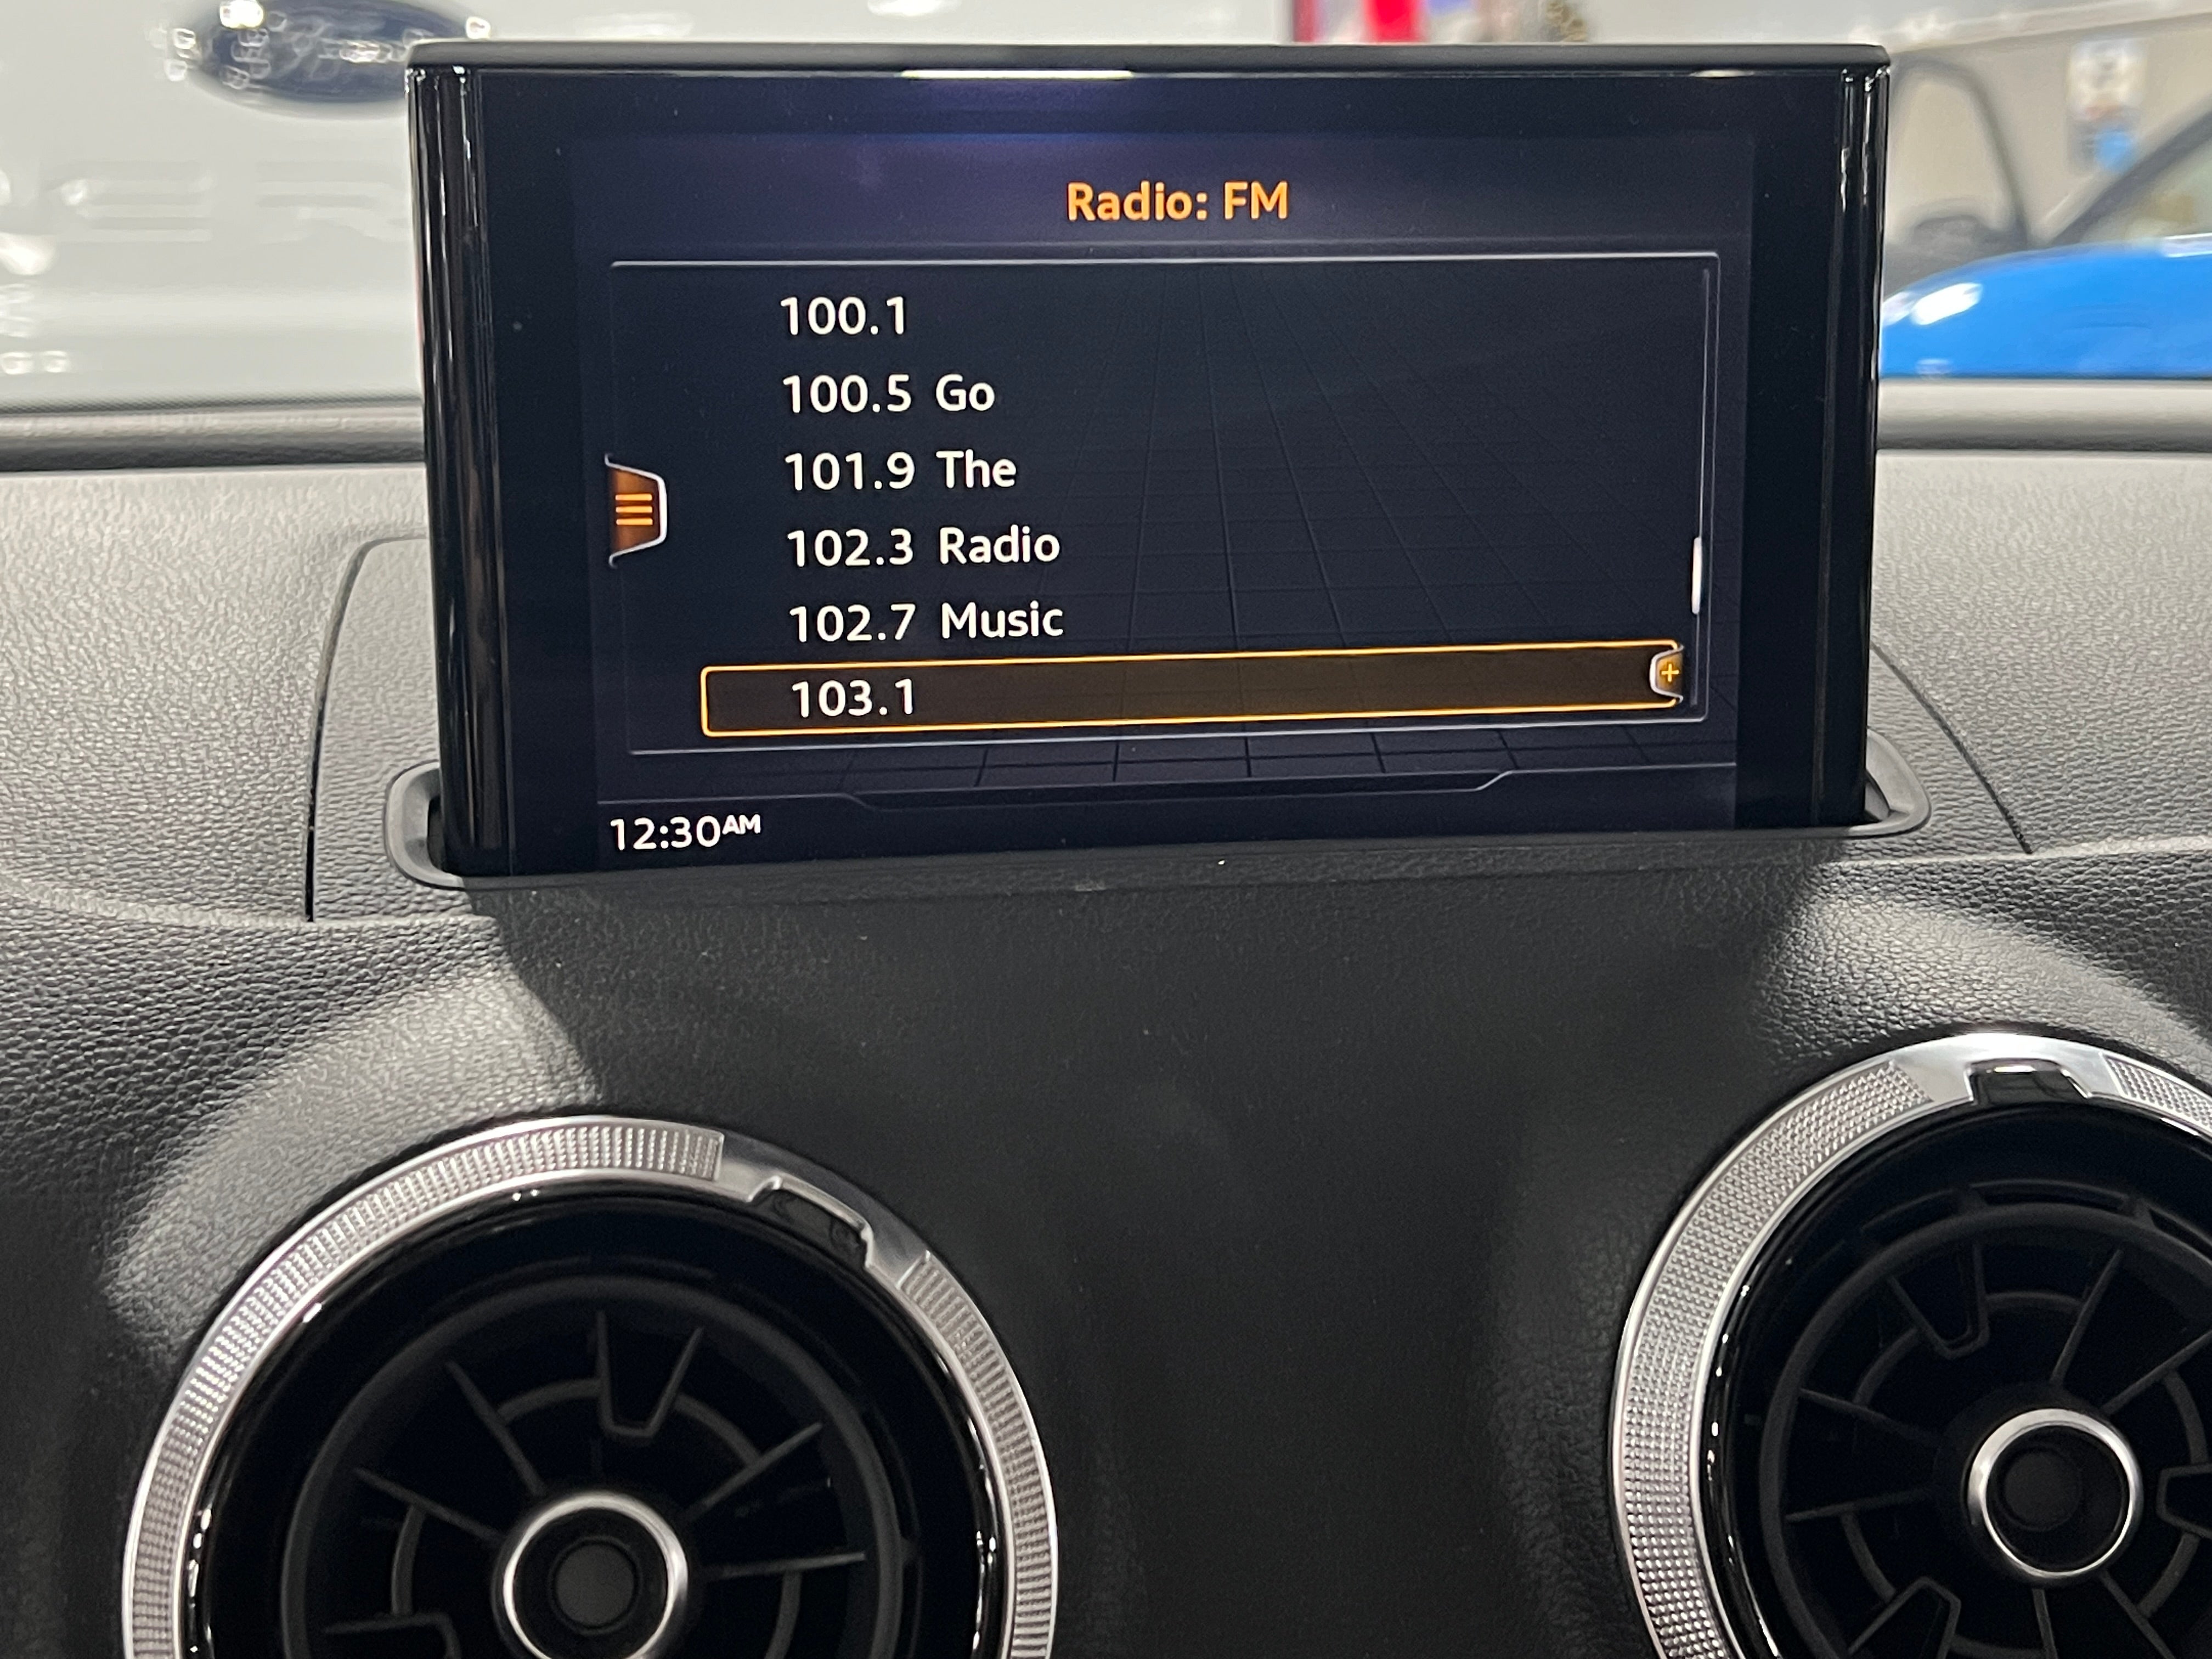 Radio: FM
100.1
100.5 Go
101.9 The
102.3 Radio
102.7 Music
103.1
12:30AM